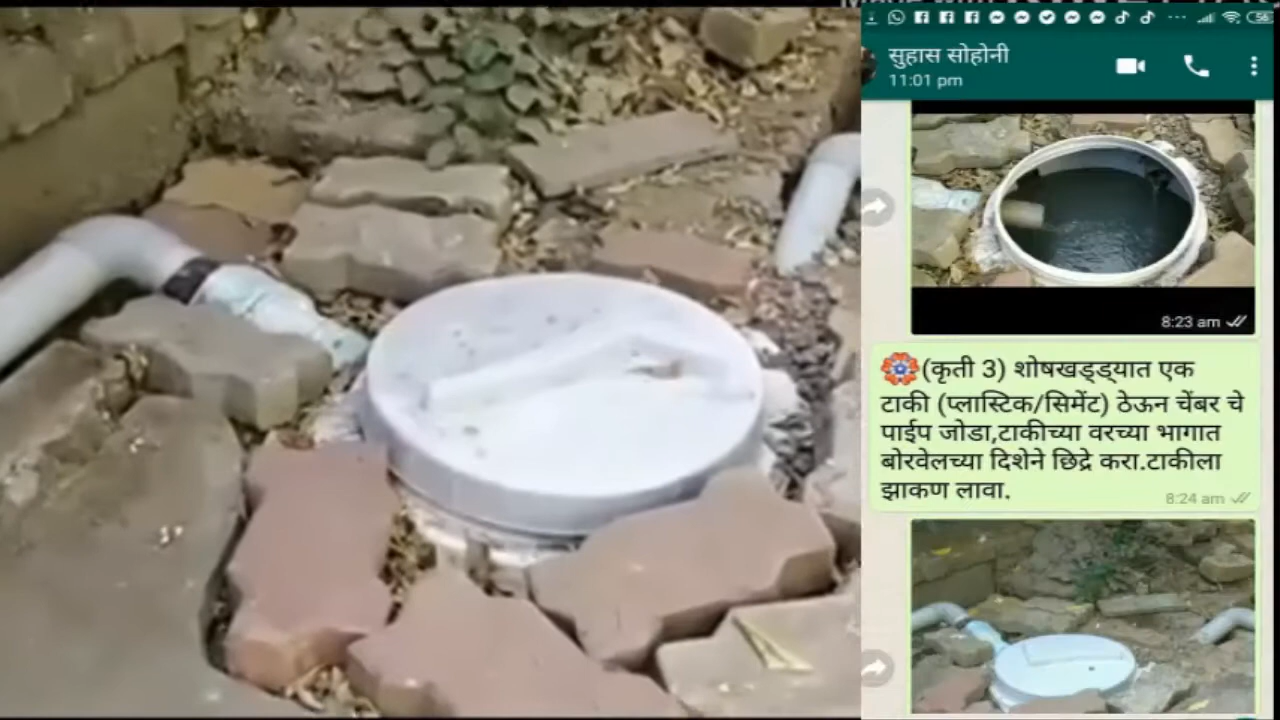 सुहास सोहोनी
11:01 pm
8:23 am
(कृती 3) शोषखड्ड्यात एक
टाकी (प्लास्टिक/सिमेंट) ठेऊन चेंबर चे
पाईप जोडा,टाकीच्या वरच्या भागात
बोरवेलच्या दिशेने छिद्रे करा.टाकीला
झाकण लावा.
8:24 am